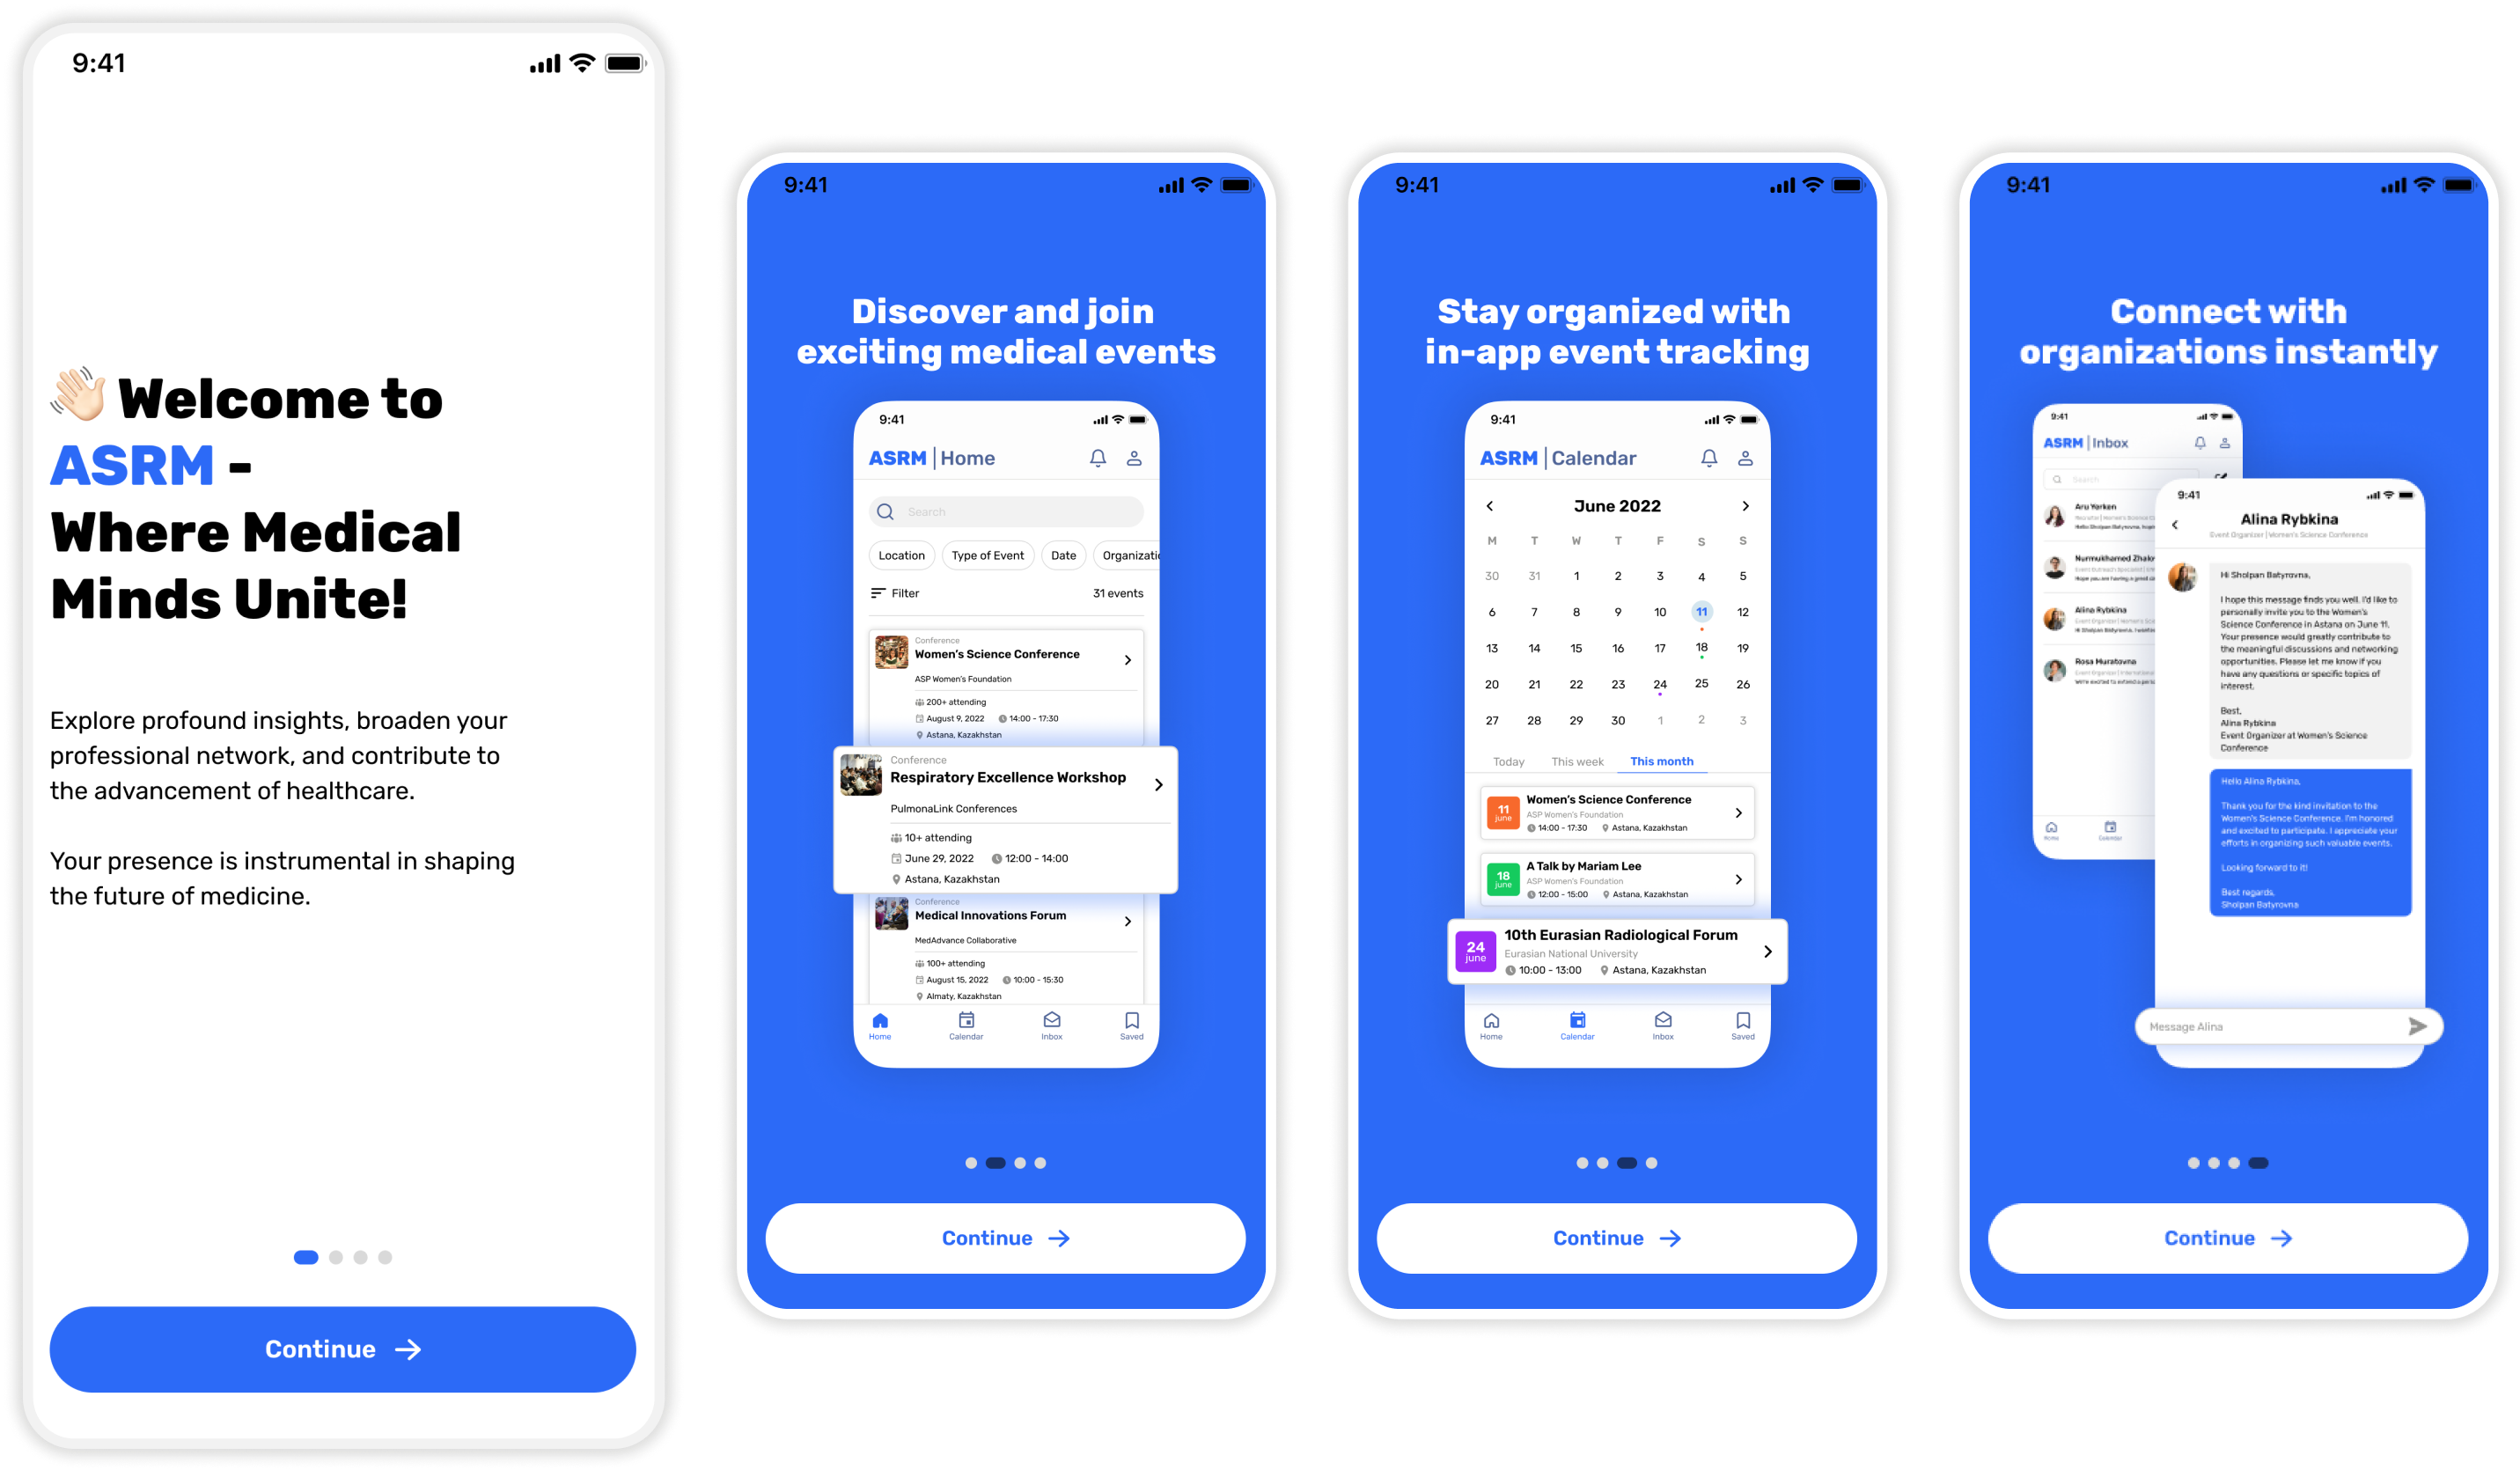 9:41
👋🏻 Welcome to
ASRM -
Where Medical
Minds Unite!
Explore profound insights, broaden your
professional network, and contribute to
the advancement of healthcare.
Your presence is instrumental in shaping
the future of medicine.
Continue →
9:41
Discover and join
exciting medical events
9:41
ASRM | Home
Search
Location Type of Event Date Organizatio
Filter 31 events
Conference
Women's Science Conference
ASP Women's Foundation
200+ attending
August 9, 2022 14:00 - 17:30
Astana, Kazakhstan
Conference
Respiratory Excellence Workshop
PulmonaLink Conferences
10+ attending
June 29, 2022 12:00 - 14:00
Astana, Kazakhstan
Conference
Medical Innovations Forum
MedAdvance Collaborative
100+ attending
August 15, 2022 10:00 - 15:30
Almaty, Kazakhstan
Home Calendar Inbox Saved
Continue →
9:41
Stay organized with
in-app event tracking
9:41
ASRM | Calendar
June 2022
M T W T F S S
30 31 1 2 3 4 5
6 7 8 9 10 11 12
13 14 15 16 17 18 19
20 21 22 23 24 25 26
27 28 29 30 1 2 3
Today This week This month
11 june
Women's Science Conference
ASP Women's Foundation
14:00 - 17:30 Astana, Kazakhstan
18 june
A Talk by Mariam Lee
ASP Women's Foundation
12:00 - 15:00 Astana, Kazakhstan
24 june
10th Eurasian Radiological Forum
Eurasian National University
10:00 - 13:00 Astana, Kazakhstan
Home Calendar Inbox Saved
Continue →
9:41
Connect with
organizations instantly
9:41
ASRM | Inbox
Search
Aru Yerken
Nurmukhamed Zhalo
Alina Rybkina
Event Organizer | Women's Scie
Rosa Muratovna
Event Organizer | International
Home Calendar
9:41
Alina Rybkina
Event Organizer | Women's Science Conference
Hi Sholpan Batyrovna,
I hope this message finds you well. I'd like to
personally invite you to the Women's
Science Conference in Astana on June 11.
Your presence would greatly contribute to
the meaningful discussions and networking
opportunities. Please let me know if you
have any questions or specific topics of
interest.
Best,
Alina Rybkina
Event Organizer at Women's Science
Conference
Hello Alina Rybkina,
Thank you for the kind invitation to the
Women's Science Conference. I'm honored
and excited to participate. I appreciate your
efforts in organizing such valuable events.
Looking forward to it!
Best regards,
Sholpan Batyrovna
Message Alina
Continue →